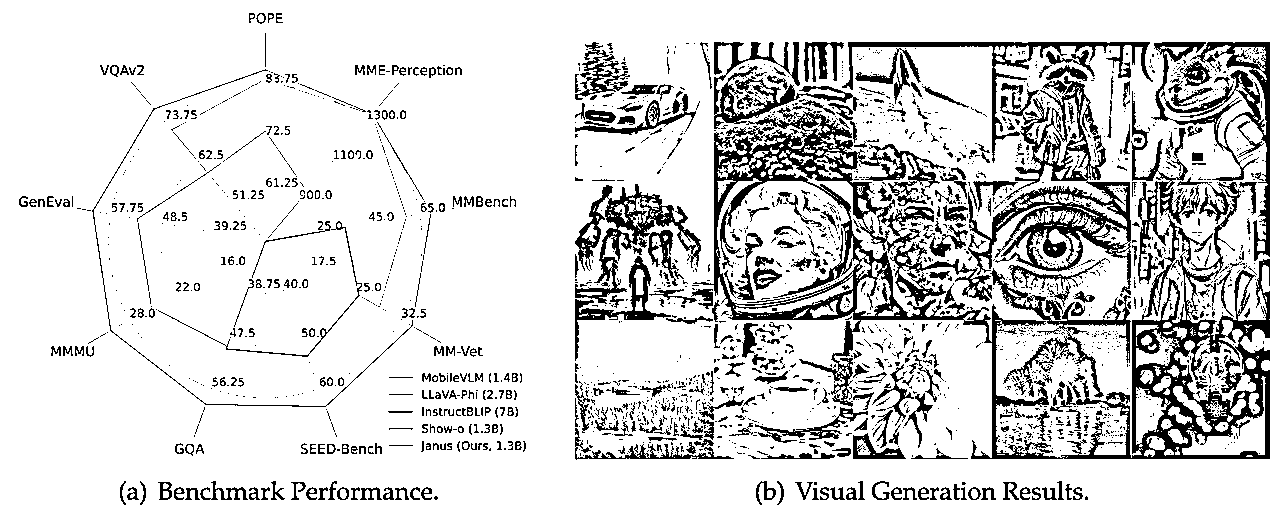 POPE
VQAv2
MME-Perception
83.75
73.75
1300.0
72.5
62.5
1100.0
61.25
51.25
900.0
GenEval
57.75
48.5
39.25
25.0
45.0
65.0
MMBench
16.0
17.5
22.0
38.75
40.0
25.0
28.0
47.5
50.0
32.5
MMMU
MM-Vet
56.25
60.0
MobileVLM (1.4B)
LLaVA-Phi (2.7B)
InstructBLIP (7B)
Show-o (1.3B)
Janus (Ours, 1.3B)
GQA
SEED-Bench
(a) Benchmark Performance.
(b) Visual Generation Results.